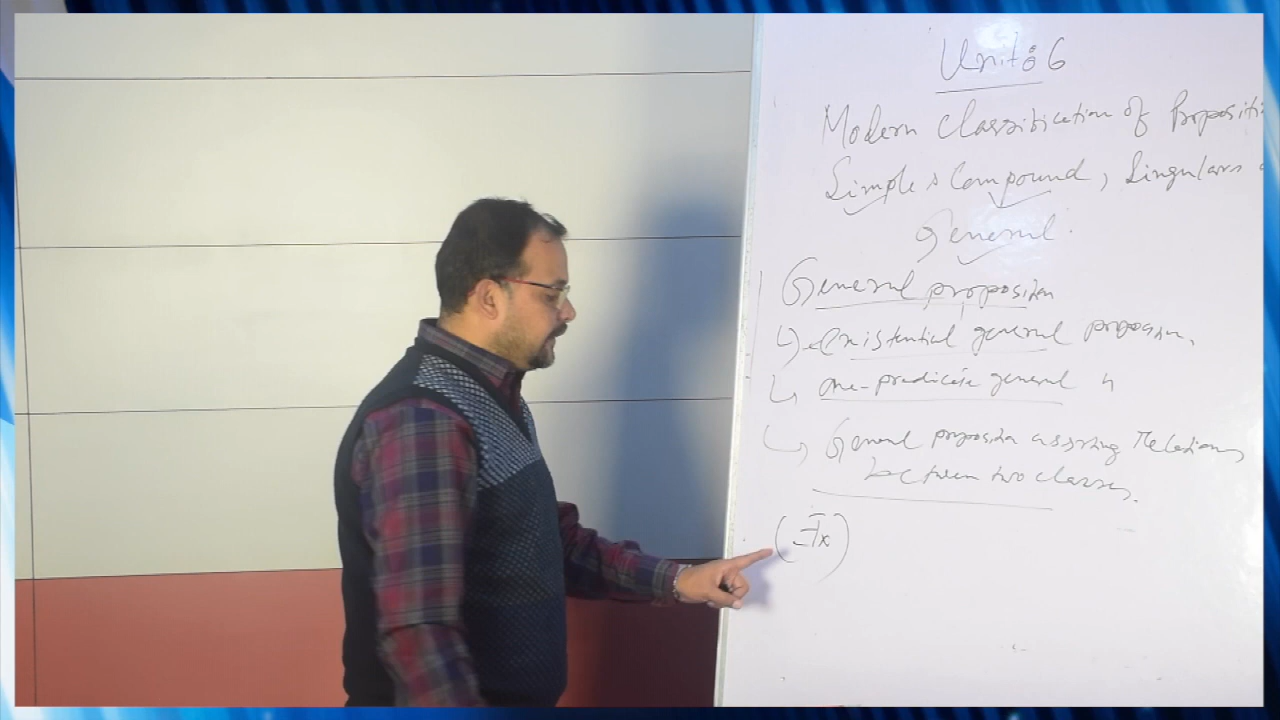 Unit: 6
Modern Classification of Propositi
Simple & Compound, Singulars
General.
General proposition
existential general proposition.
one-predicate general "
General proposition asserting Relations
between two classes.
(∃x)